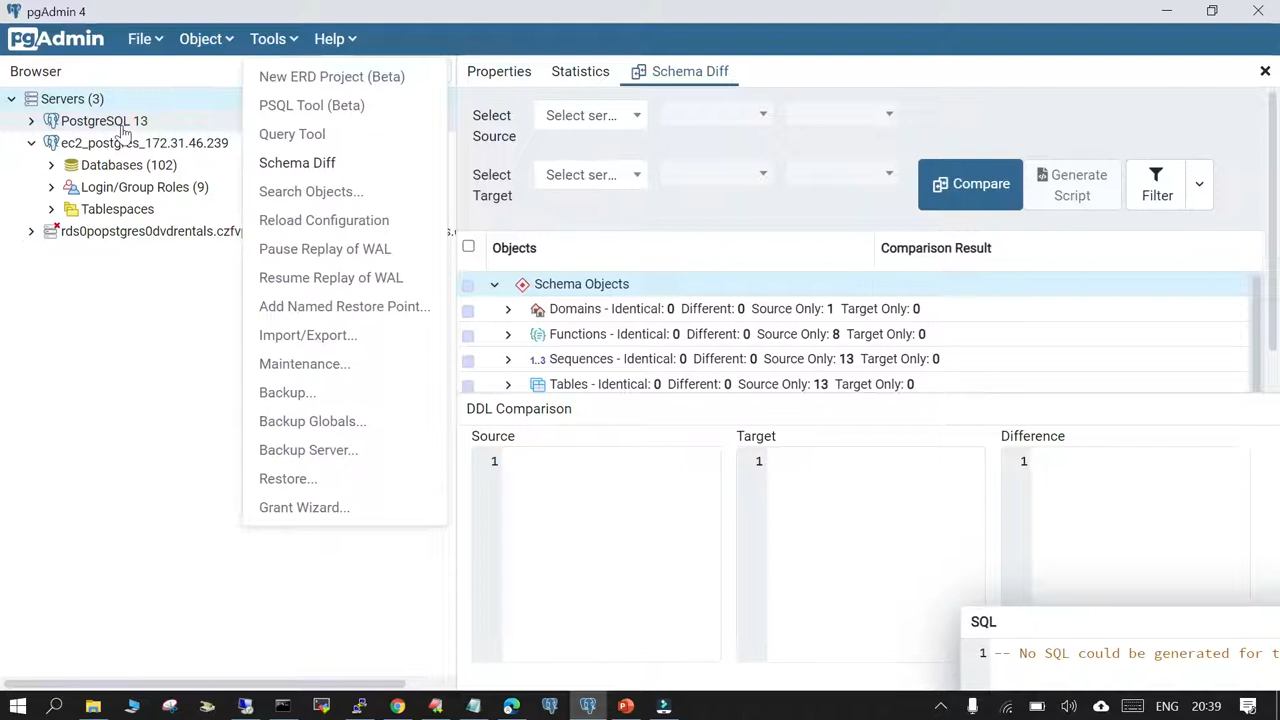 pgAdmin 4
pgAdmin File Object Tools Help
Browser
Servers (3)
PostgreSQL 13
ec2_postgres_172.31.46.239
Databases (102)
Login/Group Roles (9)
Tablespaces
rds0popstgres0dvdrentals.czfv
New ERD Project (Beta)
PSQL Tool (Beta)
Query Tool
Schema Diff
Search Objects...
Reload Configuration
Pause Replay of WAL
Resume Replay of WAL
Add Named Restore Point...
Import/Export...
Maintenance...
Backup...
Backup Globals...
Backup Server...
Restore...
Grant Wizard...
Properties Statistics Schema Diff
Select Source Select ser...
Select Target Select ser...
Compare
Generate Script
Filter
Objects Comparison Result
Schema Objects
Domains - Identical: 0 Different: 0 Source Only: 1 Target Only: 0
Functions - Identical: 0 Different: 0 Source Only: 8 Target Only: 0
1..3 Sequences - Identical: 0 Different: 0 Source Only: 13 Target Only: 0
Tables - Identical: 0 Different: 0 Source Only: 13 Target Only: 0
DDL Comparison
Source Target Difference
1 1 1
SQL
1 -- No SQL could be generated for t
ENG 20:39